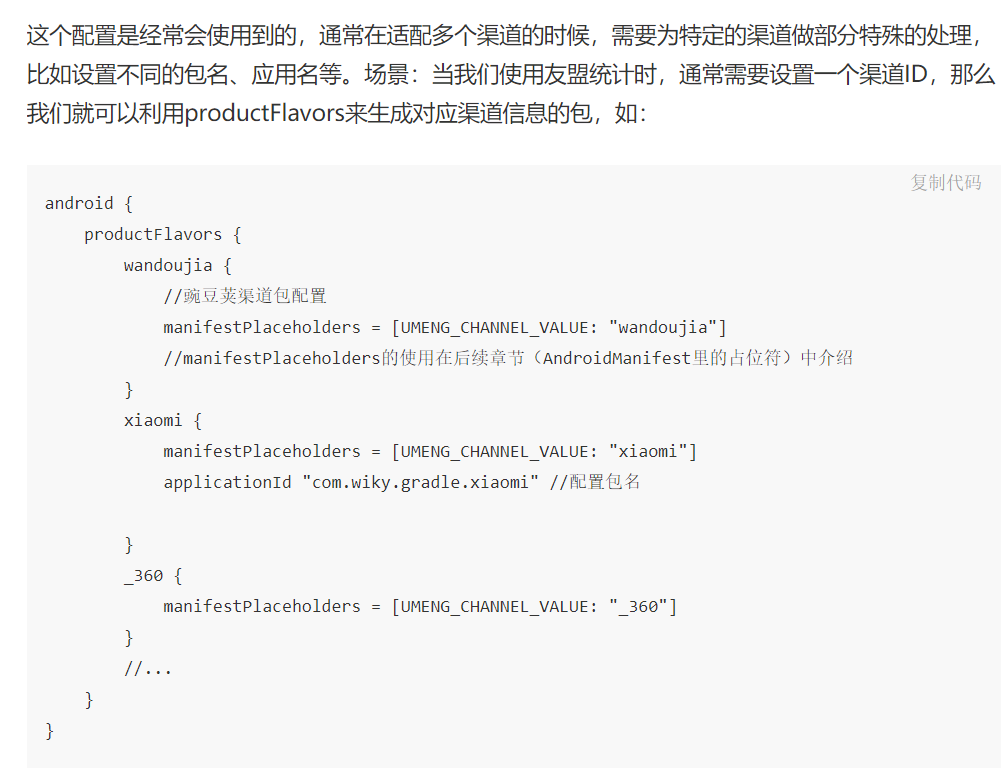 这个配置是经常会使用到的，通常在适配多个渠道的时候，需要为特定的渠道做部分特殊的处理，
比如设置不同的包名、应用名等。场景：当我们使用友盟统计时，通常需要设置一个渠道ID，那么
我们就可以利用productFlavors来生成对应渠道信息的包，如：
复制代码
android {
productFlavors {
wandoujia {
//豌豆荚渠道包配置
manifestPlaceholders = [UMENG_CHANNEL_VALUE: "wandoujia"]
//manifestPlaceholders的使用在后续章节（AndroidManifest里的占位符）中介绍
}
xiaomi {
manifestPlaceholders = [UMENG_CHANNEL_VALUE: "xiaomi"]
applicationId "com.wiky.gradle.xiaomi" //配置包名
}
_360 {
manifestPlaceholders = [UMENG_CHANNEL_VALUE: "_360"]
}
//...
}
}